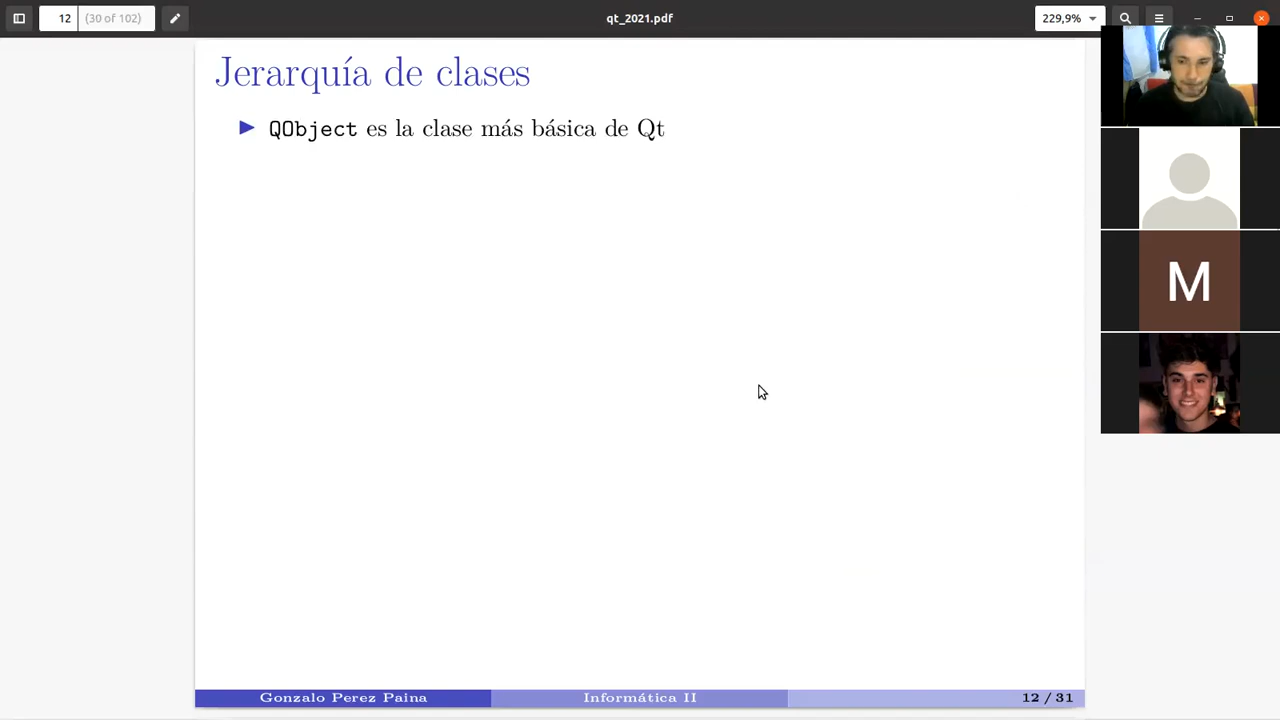 12 (30 of 102)
qt_2021.pdf
229,9%
Jerarquía de clases
QObject es la clase más básica de Qt
M
Gonzalo Perez Paina
Informática II
12 / 31